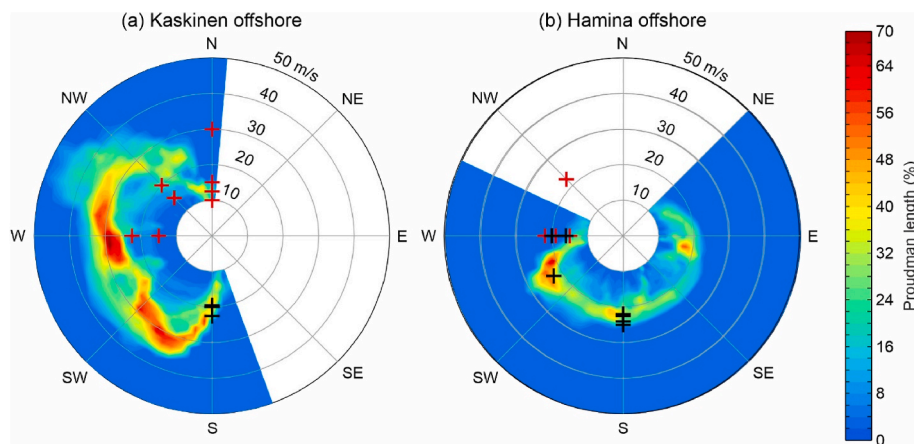 (a) Kaskinen offshore
N
50 m/s
40
30
20
10
NW
NE
W
E
SW
SE
S
(b) Hamina offshore
N
50 m/s
40
30
20
10
NW
NE
W
E
SW
SE
S
70
64
56
48
40
32
24
16
8
0
Proudman length (%)